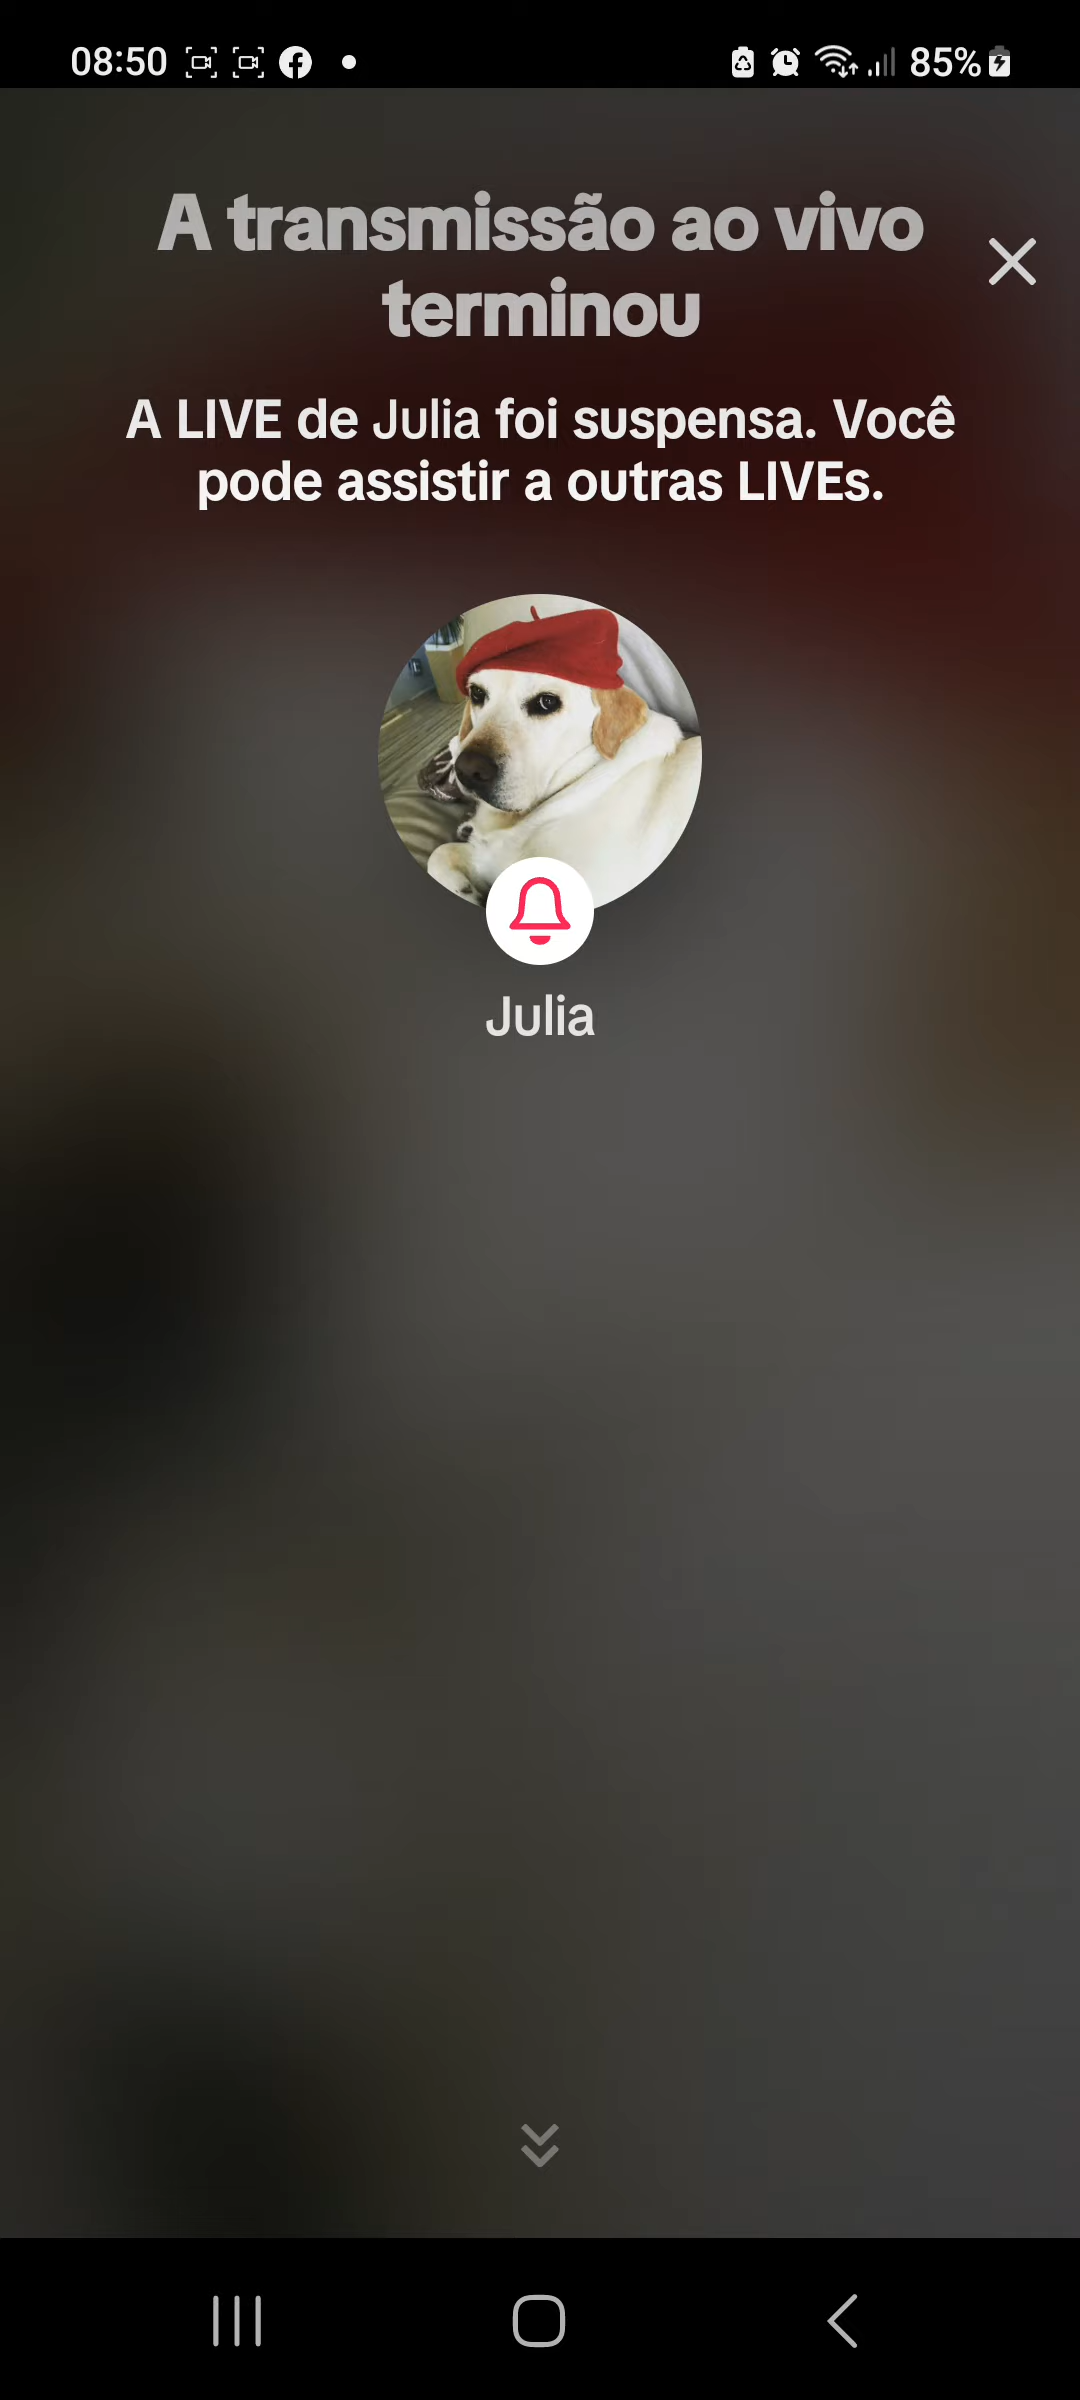 08:50
85%
A transmissão ao vivo
terminou
A LIVE de Julia foi suspensa. Você
pode assistir a outras LIVEs.
Julia